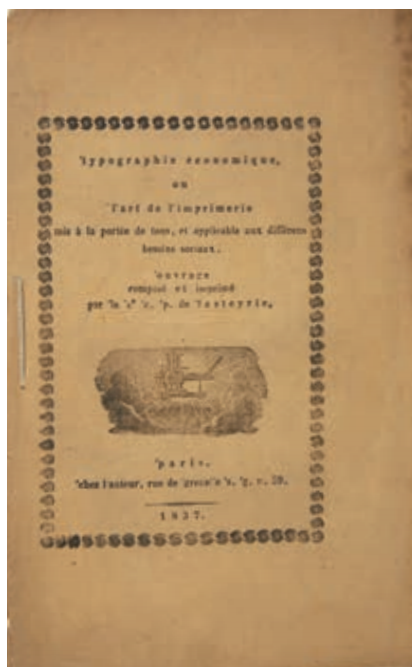 'typographie économique,
ou
l'art de l'imprimerie
mis à la portée de tous, et applicable aux différens
besoins sociaux.
'ouvrage
composé et imprimé
par 'le 'c'. 'p. de 'lasteyrie,
'paris.
'chez l'auteur, rue de 's. 'g. n. 59.
1837.